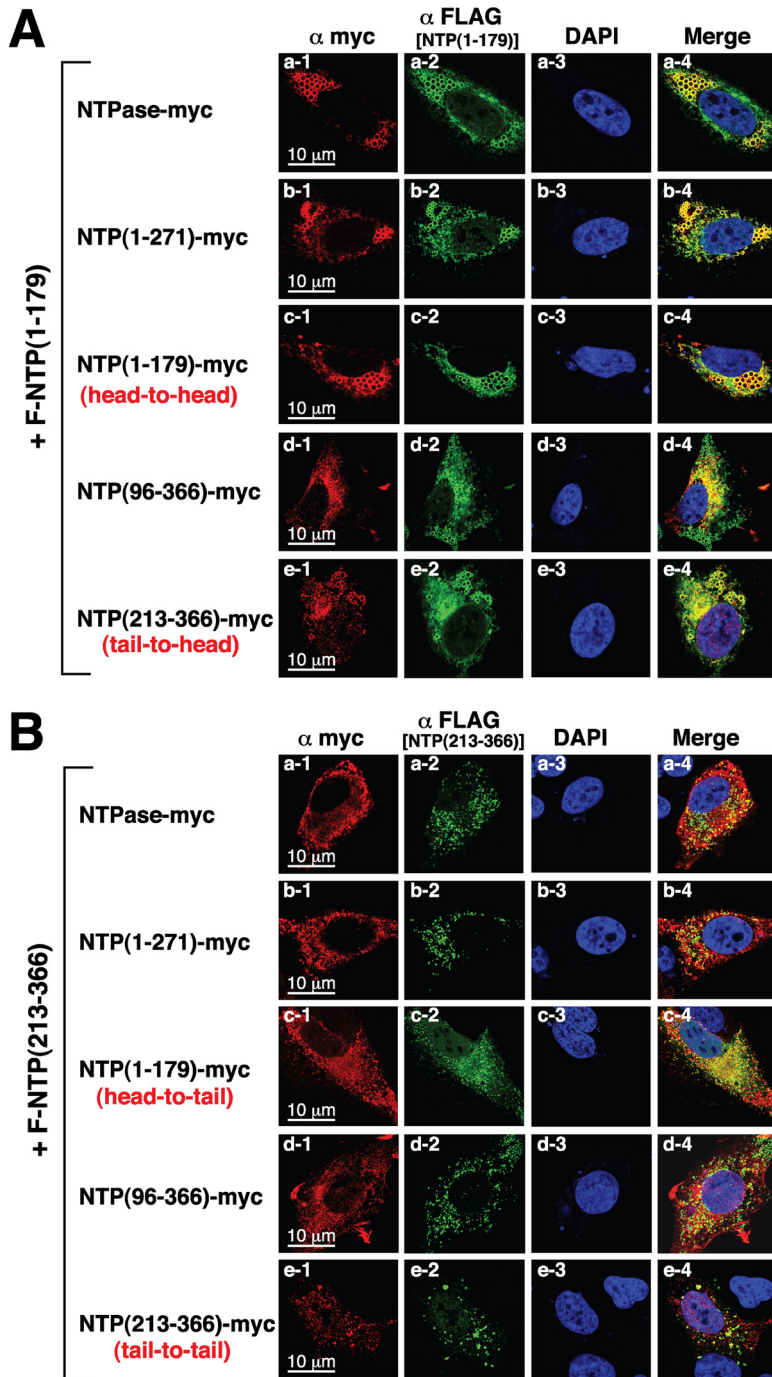 A
α myc
α FLAG
[NTP(1-179)]
DAPI
Merge
+ F-NTP(1-179)
NTPase-myc
a-1 a-2 a-3 a-4
10 µm
NTP(1-271)-myc
b-1 b-2 b-3 b-4
10 µm
NTP(1-179)-myc
(head-to-head)
c-1 c-2 c-3 c-4
10 µm
NTP(96-366)-myc
d-1 d-2 d-3 d-4
10 µm
NTP(213-366)-myc
(tail-to-head)
e-1 e-2 e-3 e-4
10 µm
B
α myc
α FLAG
[NTP(213-366)]
DAPI
Merge
+ F-NTP(213-366)
NTPase-myc
a-1 a-2 a-3 a-4
10 µm
NTP(1-271)-myc
b-1 b-2 b-3 b-4
10 µm
NTP(1-179)-myc
(head-to-tail)
c-1 c-2 c-3 c-4
10 µm
NTP(96-366)-myc
d-1 d-2 d-3 d-4
10 µm
NTP(213-366)-myc
(tail-to-tail)
e-1 e-2 e-3 e-4
10 µm